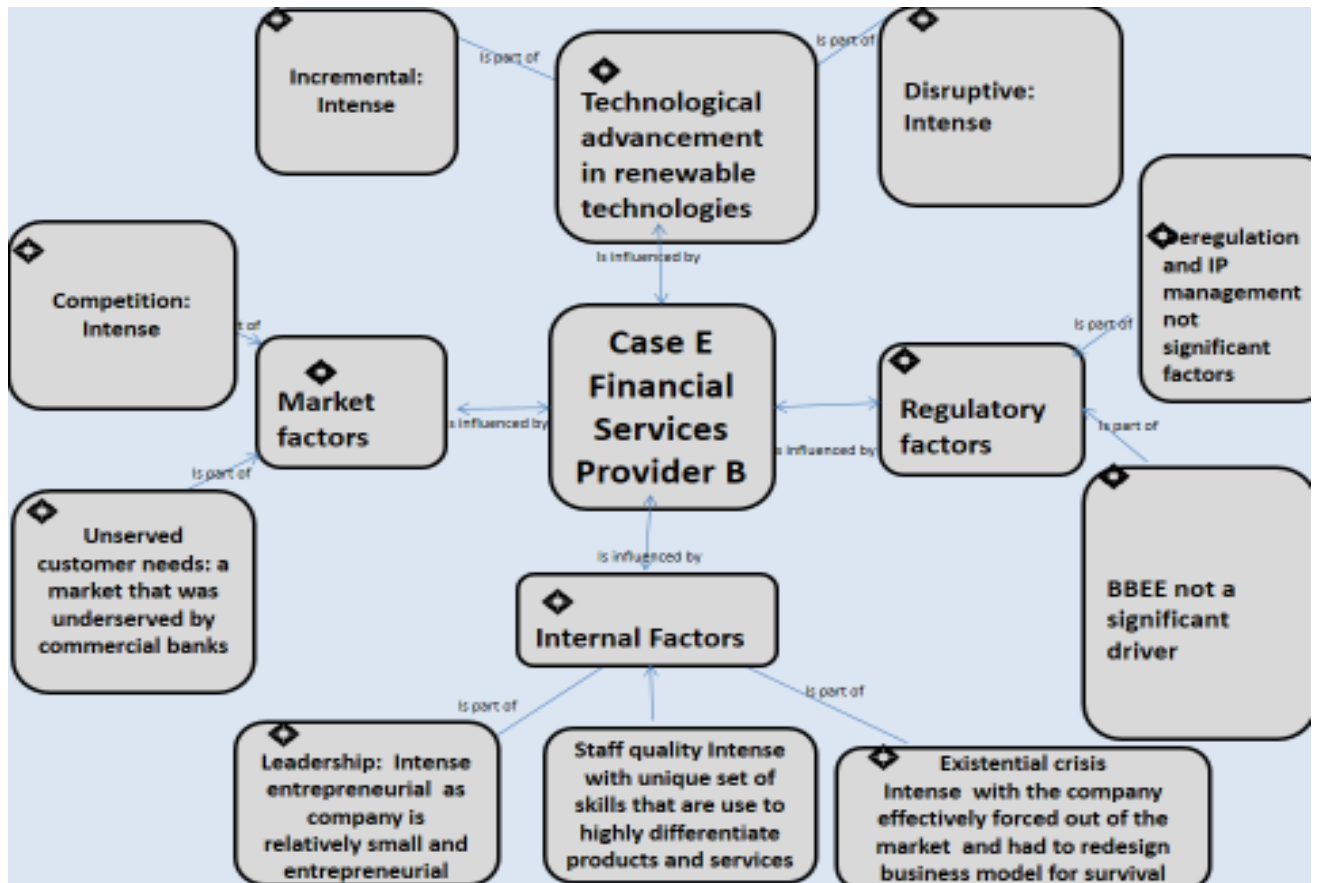 Incremental:
Intense
Is part of
Technological
advancement
in renewable
technologies
Is part of
Disruptive:
Intense
Competition:
Intense
of
Market
factors
Is part of
Unserved
customer needs: a
market that was
underserved by
commercial banks
Is influenced by
Case E
Financial
Services
Provider B
s influenced by
s influenced by
Regulatory
factors
Is part of
eregulation
and IP
management
not
significant
factors
Is part of
BBEE not a
significant
driver
Is influenced by
Internal Factors
Is part of
Is part of
Leadership: Intense
entrepreneurial as
company is
relatively small and
entrepreneurial
Staff quality Intense
with unique set of
skills that are use to
highly differentiate
products and services
Existential crisis
Intense with the company
effectively forced out of the
market and had to redesign
business model for survival